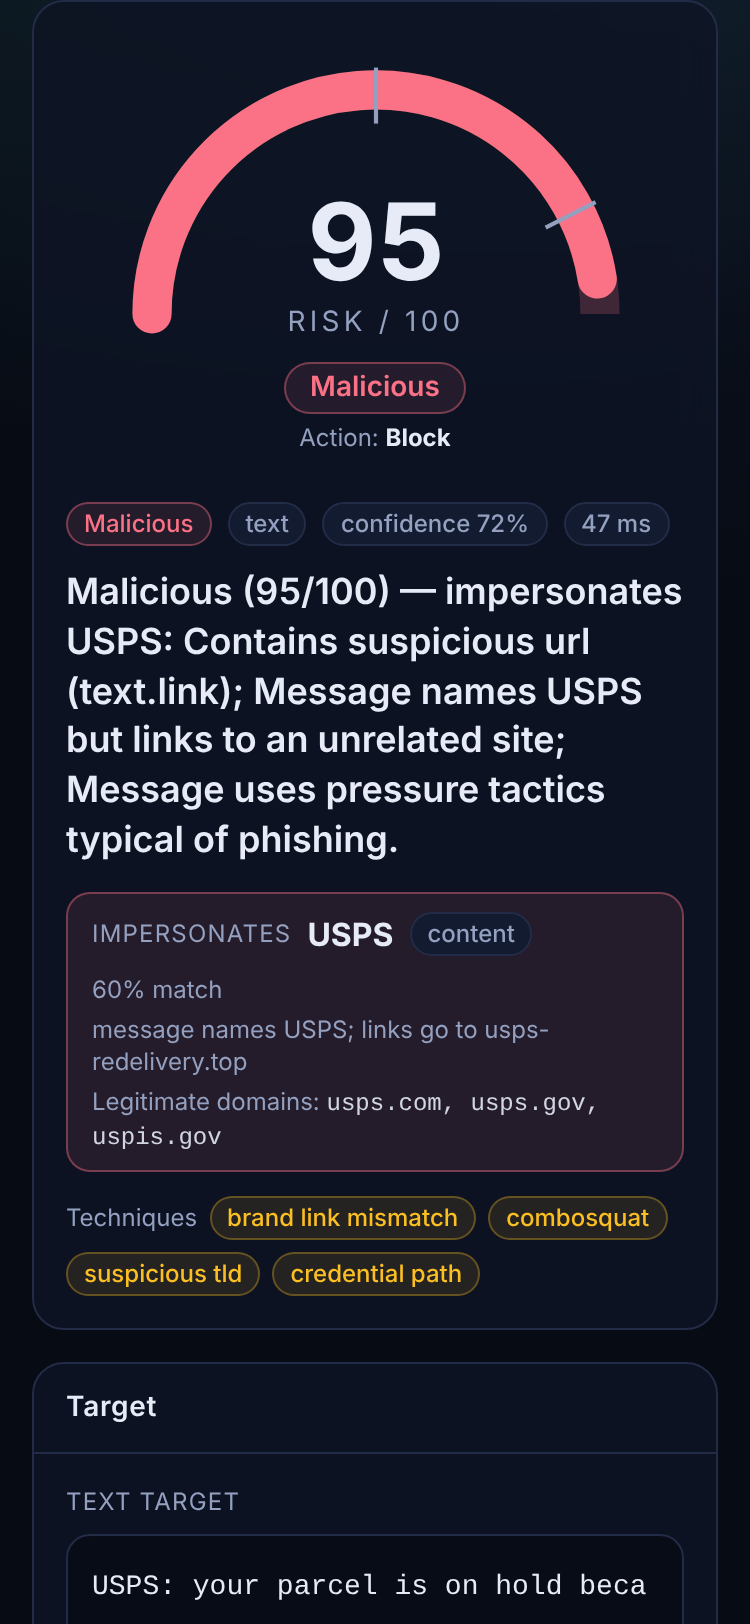 95
RISK / 100
Malicious
Action: Block
Malicious text confidence 72% 47 ms
Malicious (95/100) — impersonates
USPS: Contains suspicious url
(text.link); Message names USPS
but links to an unrelated site;
Message uses pressure tactics
typical of phishing.
IMPERSONATES USPS content
60% match
message names USPS; links go to usps-
redelivery.top
Legitimate domains: usps.com, usps.gov,
uspis.gov
Techniques brand link mismatch combosquat
suspicious tld credential path
Target
TEXT TARGET
USPS: your parcel is on hold beca